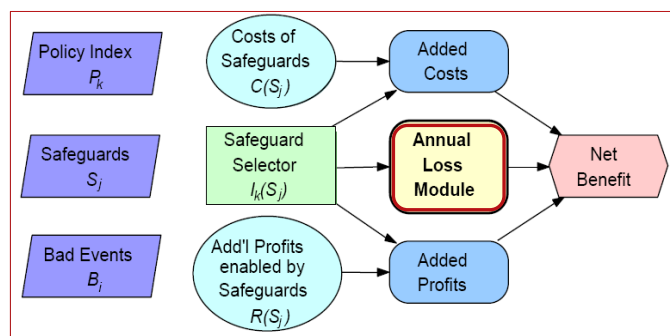 Policy Index
Pk
Costs of
Safeguards
C(Sj)
Added
Costs
Safeguards
Sj
Safeguard
Selector
Ik(Sj)
Annual
Loss
Module
Net
Benefit
Bad Events
Bi
Add'l Profits
enabled by
Safeguards
R(Sj)
Added
Profits